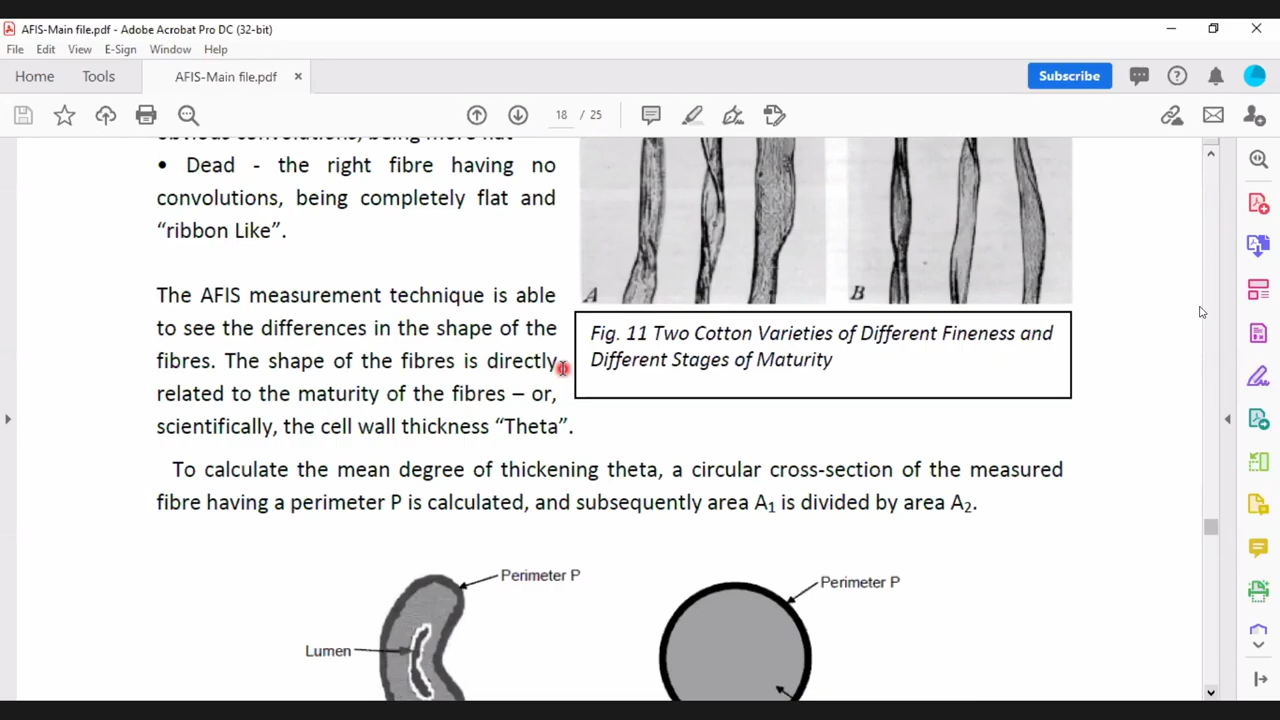 AFIS-Main file.pdf - Adobe Acrobat Pro DC (32-bit)
File Edit View E-Sign Window Help
Home Tools AFIS-Main file.pdf ×
Subscribe
18 / 25
obvious convolutions, being more flat
• Dead - the right fibre having no
convolutions, being completely flat and
“ribbon Like”.
A
B
The AFIS measurement technique is able
to see the differences in the shape of the
fibres. The shape of the fibres is directly
related to the maturity of the fibres – or,
scientifically, the cell wall thickness “Theta”.
Fig. 11 Two Cotton Varieties of Different Fineness and
Different Stages of Maturity
To calculate the mean degree of thickening theta, a circular cross-section of the measured
fibre having a perimeter P is calculated, and subsequently area A₁ is divided by area A₂.
Perimeter P
Perimeter P
Lumen